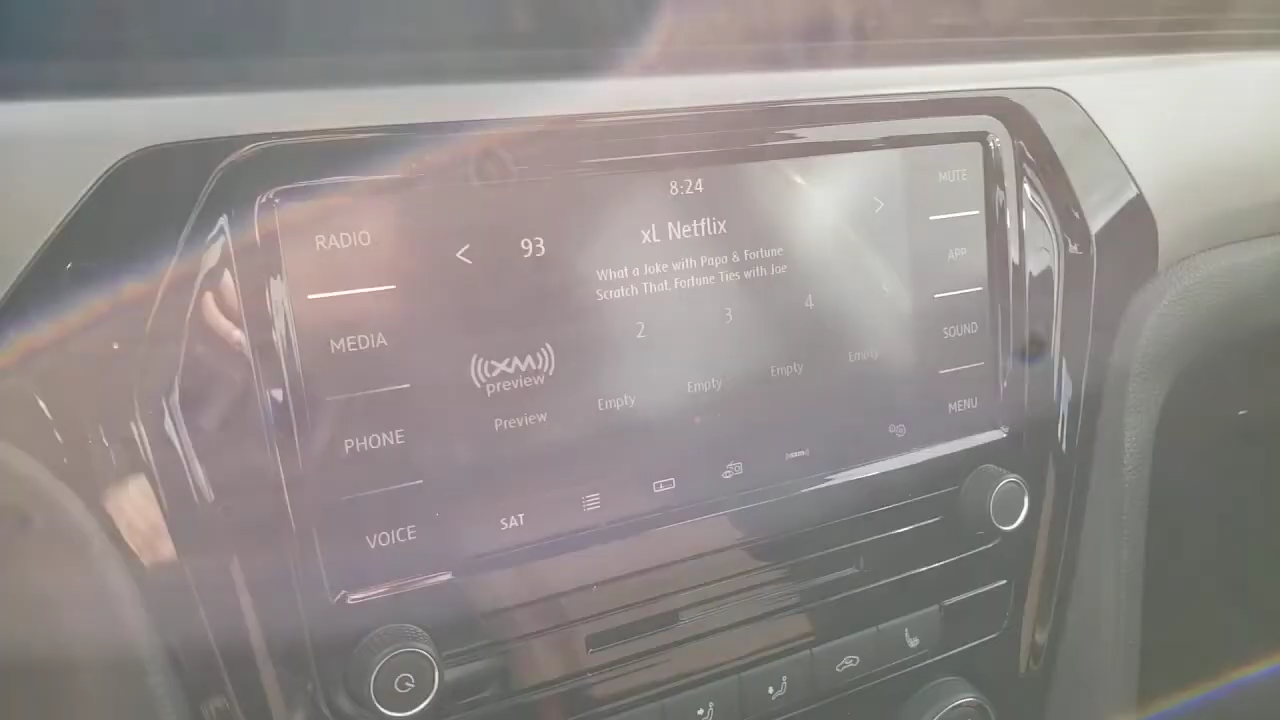 8:24
RADIO
MEDIA
PHONE
VOICE
93
xL Netflix
What a Joke with Papa & Fortune
Scratch That, Fortune Ties with Joe
2
3
4
((XM))
preview
Preview
Empty
Empty
Empty
Empty
SAT
MUTE
APP
SOUND
MENU